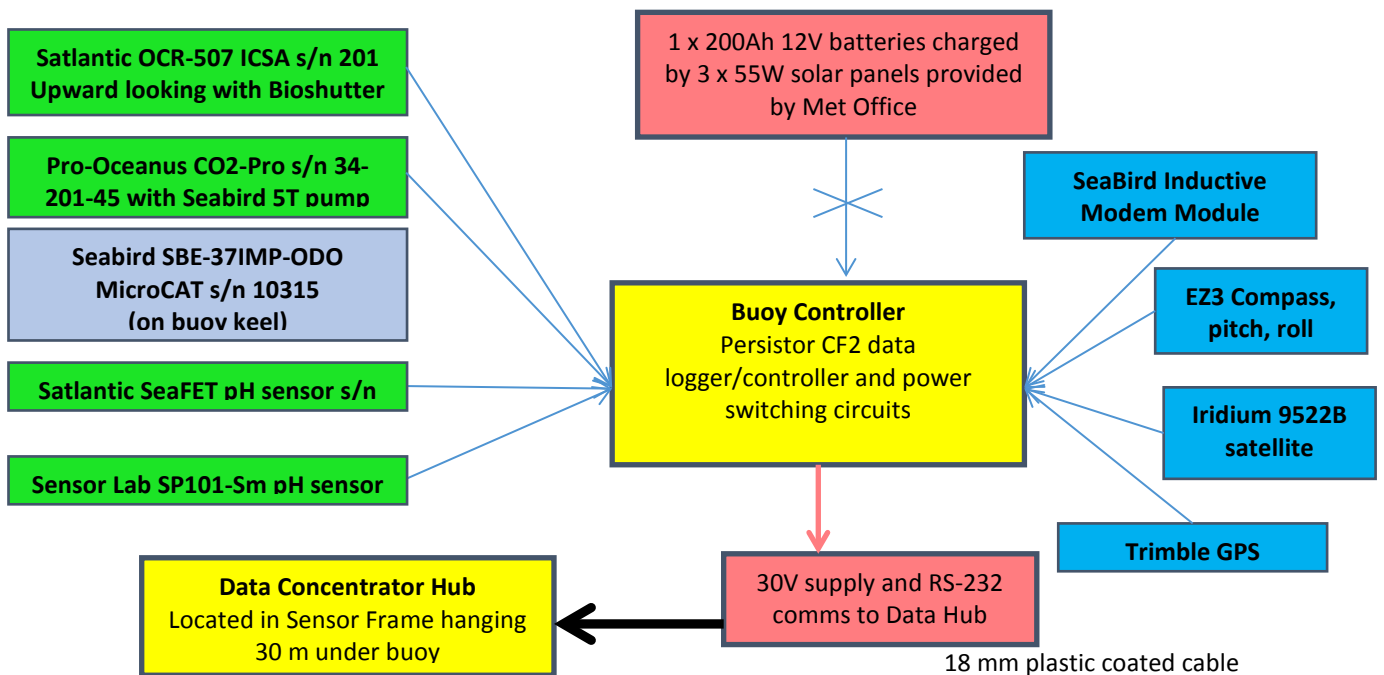 Satlantic OCR-507 ICSA s/n 201
Upward looking with Bioshutter
Pro-Oceanus CO2-Pro s/n 34-
201-45 with Seabird 5T pump
Seabird SBE-37IMP-ODO
MicroCAT s/n 10315
(on buoy keel)
Satlantic SeaFET pH sensor s/n
Sensor Lab SP101-Sm pH sensor
1 x 200Ah 12V batteries charged
by 3 x 55W solar panels provided
by Met Office
Buoy Controller
Persistor CF2 data
logger/controller and power
switching circuits
SeaBird Inductive
Modem Module
EZ3 Compass,
pitch, roll
Iridium 9522B
satellite
Trimble GPS
Data Concentrator Hub
Located in Sensor Frame hanging
30 m under buoy
30V supply and RS-232
comms to Data Hub
18 mm plastic coated cable